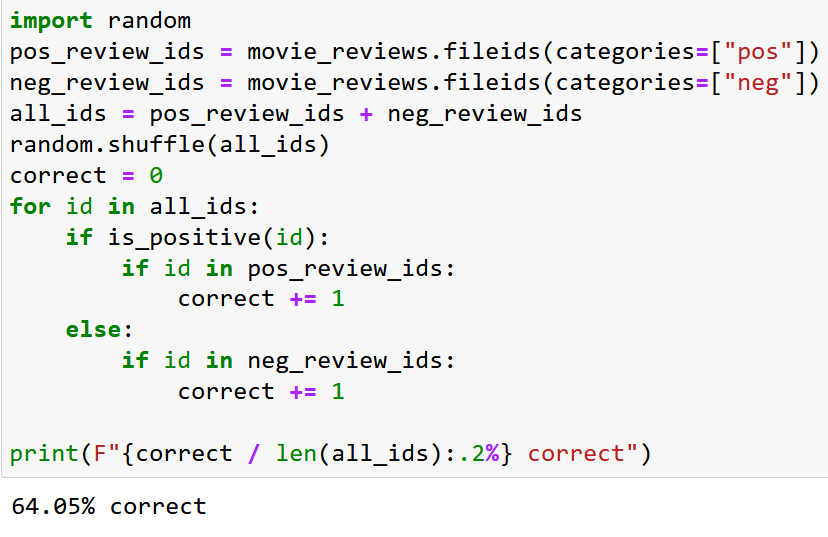 import random
pos_review_ids = movie_reviews.fileids(categories=["pos"])
neg_review_ids = movie_reviews.fileids(categories=["neg"])
all_ids = pos_review_ids + neg_review_ids
random.shuffle(all_ids)
correct = 0
for id in all_ids:
    if is_positive(id):
        if id in pos_review_ids:
            correct += 1
    else:
        if id in neg_review_ids:
            correct += 1

print(F"{correct / len(all_ids):.2%} correct")
64.05% correct